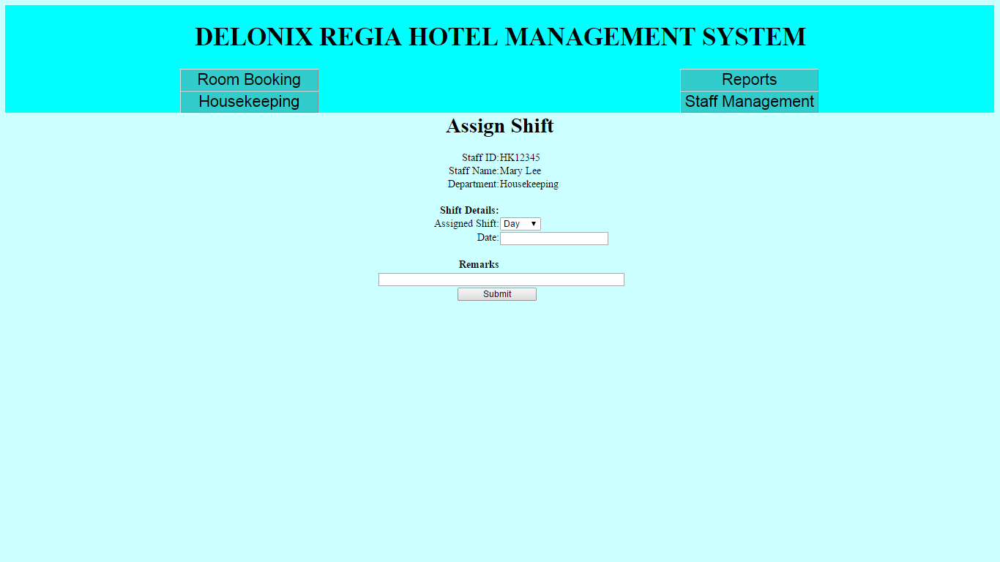 DELONIX REGIA HOTEL MANAGEMENT SYSTEM
Room Booking
Reports
Housekeeping
Staff Management
Assign Shift
Staff ID:HK12345
Staff Name:Mary Lee
Department:Housekeeping
Shift Details:
Assigned Shift:Day
Date:
Remarks
Submit